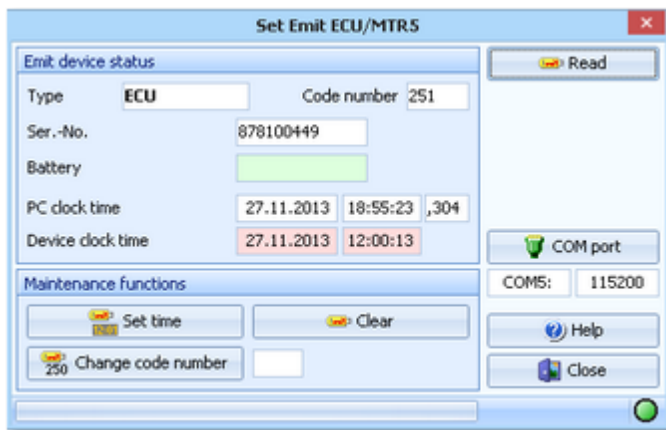 Set Emit ECU/MTR5
Emit device status
Read
Type ECU Code number 251
Ser.-No. 878100449
Battery
PC clock time 27.11.2013 18:55:23 ,304
Device clock time 27.11.2013 12:00:13
COM port
COM5: 115200
Maintenance functions
Set time Clear
250 Change code number
Help
Close